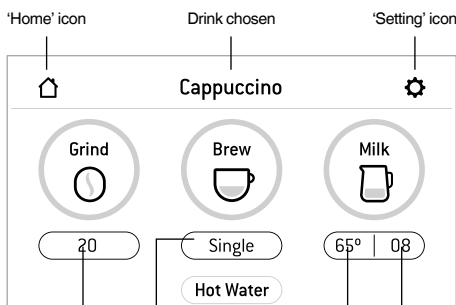 ‘Home’ icon Drink chosen ‘Setting’ icon
Cappuccino
Grind Brew Milk
20 Single 65º 08
Hot Water